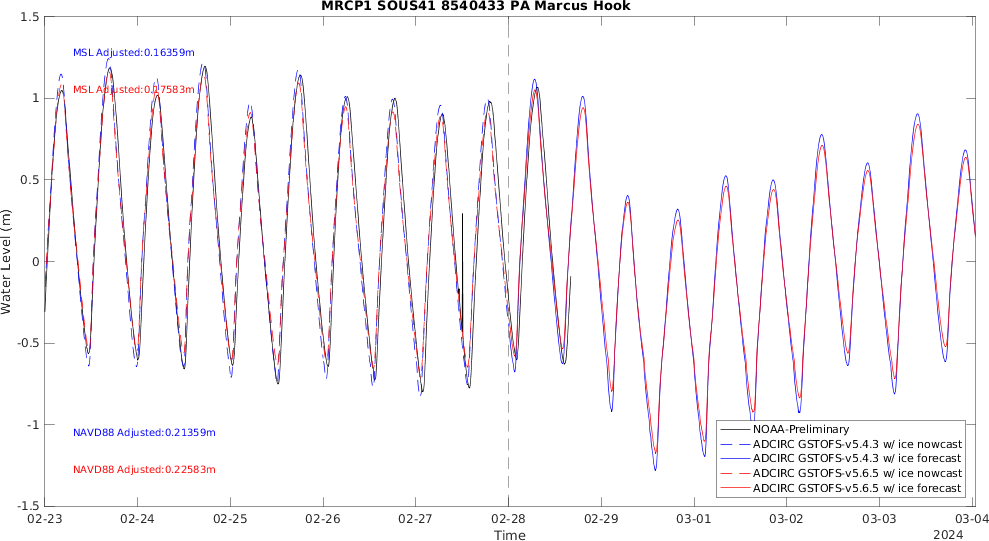 MRCP1 SOUS41 8540433 PA Marcus Hook
1.5
1
0.5
0
-0.5
-1
-1.5
Water Level (m)
MSL Adjusted:0.16359m
MSL Adjusted:0.17583m
NAVD88 Adjusted:0.21359m
NAVD88 Adjusted:0.22583m
NOAA-Preliminary
ADCIRC GSTOFS-v5.4.3 w/ ice nowcast
ADCIRC GSTOFS-v5.4.3 w/ ice forecast
ADCIRC GSTOFS-v5.6.5 w/ ice nowcast
ADCIRC GSTOFS-v5.6.5 w/ ice forecast
02-23 02-24 02-25 02-26 02-27 02-28 02-29 03-01 03-02 03-03 03-04
Time
2024